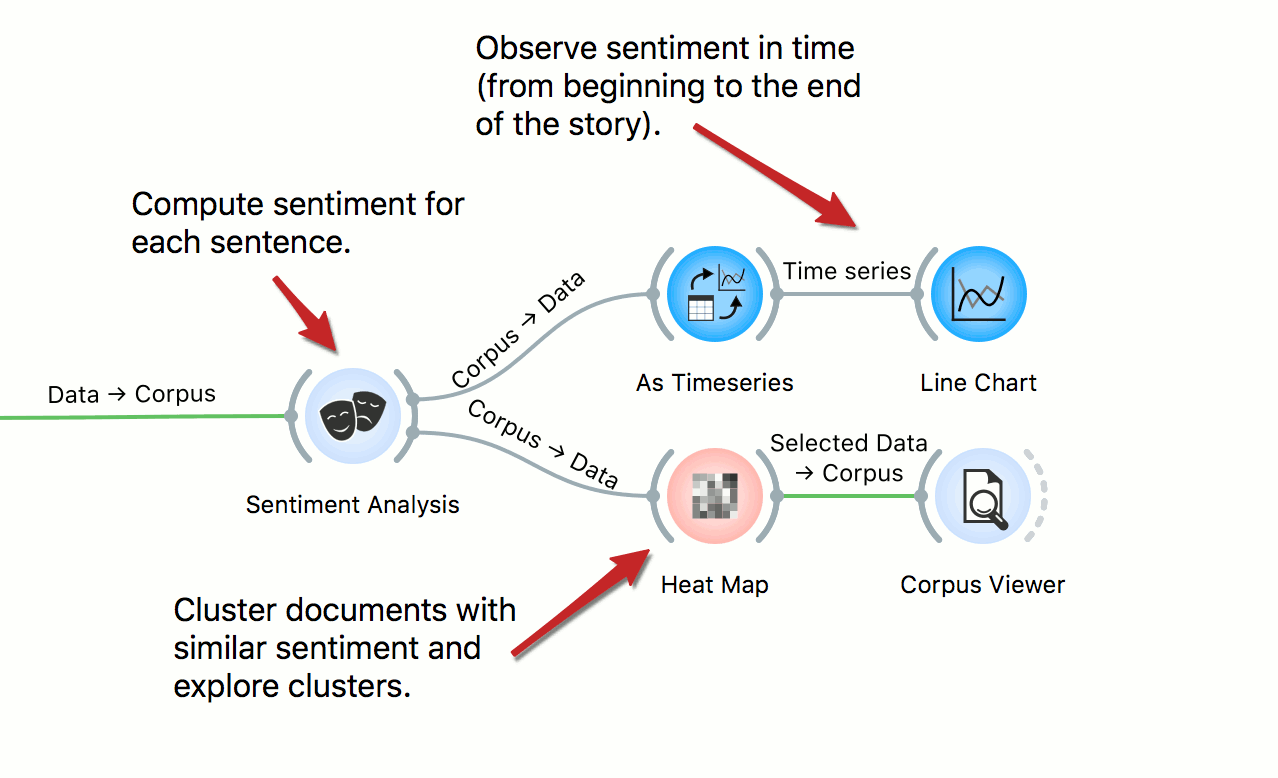 Observe sentiment in time
(from beginning to the end
of the story).
Compute sentiment for
each sentence.
Data → Corpus
Sentiment Analysis
Corpus → Data
As Timeseries
Time series
Line Chart
Corpus → Data
Heat Map
Selected Data
→ Corpus
Corpus Viewer
Cluster documents with
similar sentiment and
explore clusters.